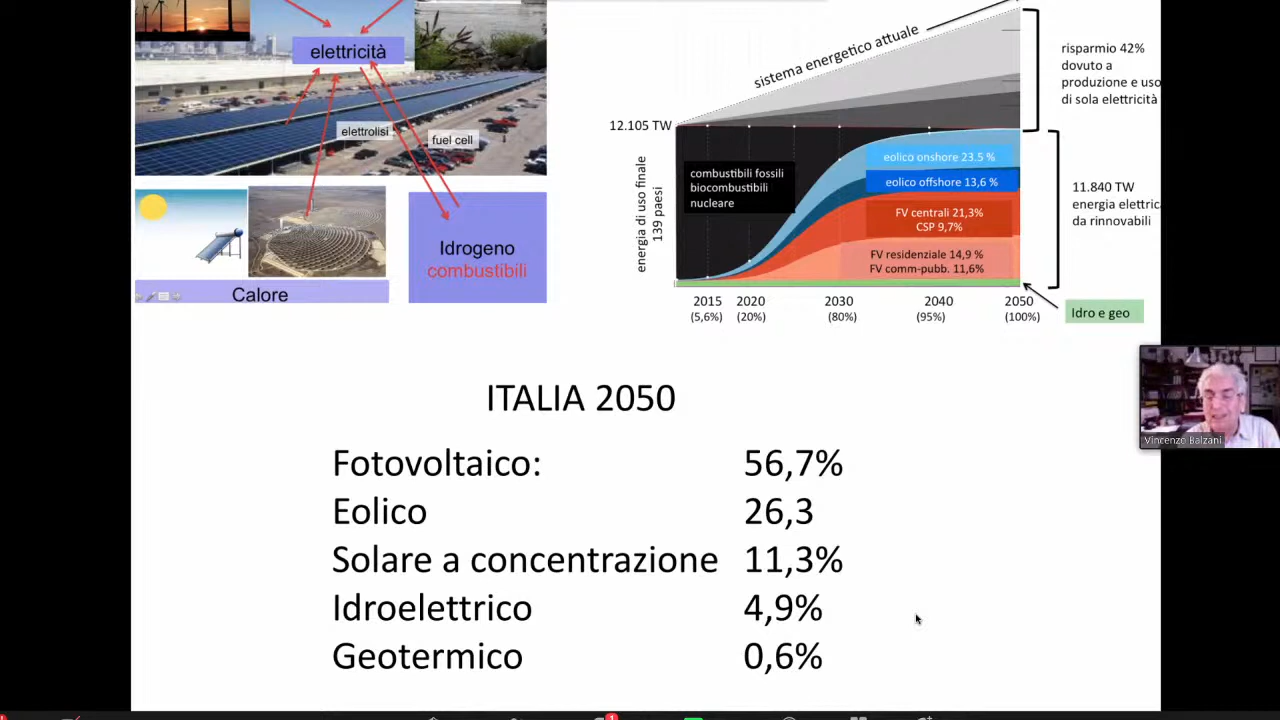 elettricità
elettrolisi
fuel cell
Idrogeno
combustibili
Calore
sistema energetico attuale
risparmio 42%
dovuto a
produzione e uso
di sola elettricità
12.105 TW
energia di uso finale
139 paesi
combustibili fossili
biocombustibili
nucleare
eolico onshore 23.5 %
eolico offshore 13,6 %
FV centrali 21,3%
CSP 9,7%
FV residenziale 14,9 %
FV comm-pubb. 11,6%
11.840 TW
energia elettric
da rinnovabili
2015 2020 2030 2040 2050
(5,6%) (20%) (80%) (95%) (100%)
Idro e geo
Vincenzo Balzani
ITALIA 2050
Fotovoltaico: 56,7%
Eolico 26,3
Solare a concentrazione 11,3%
Idroelettrico 4,9%
Geotermico 0,6%
1